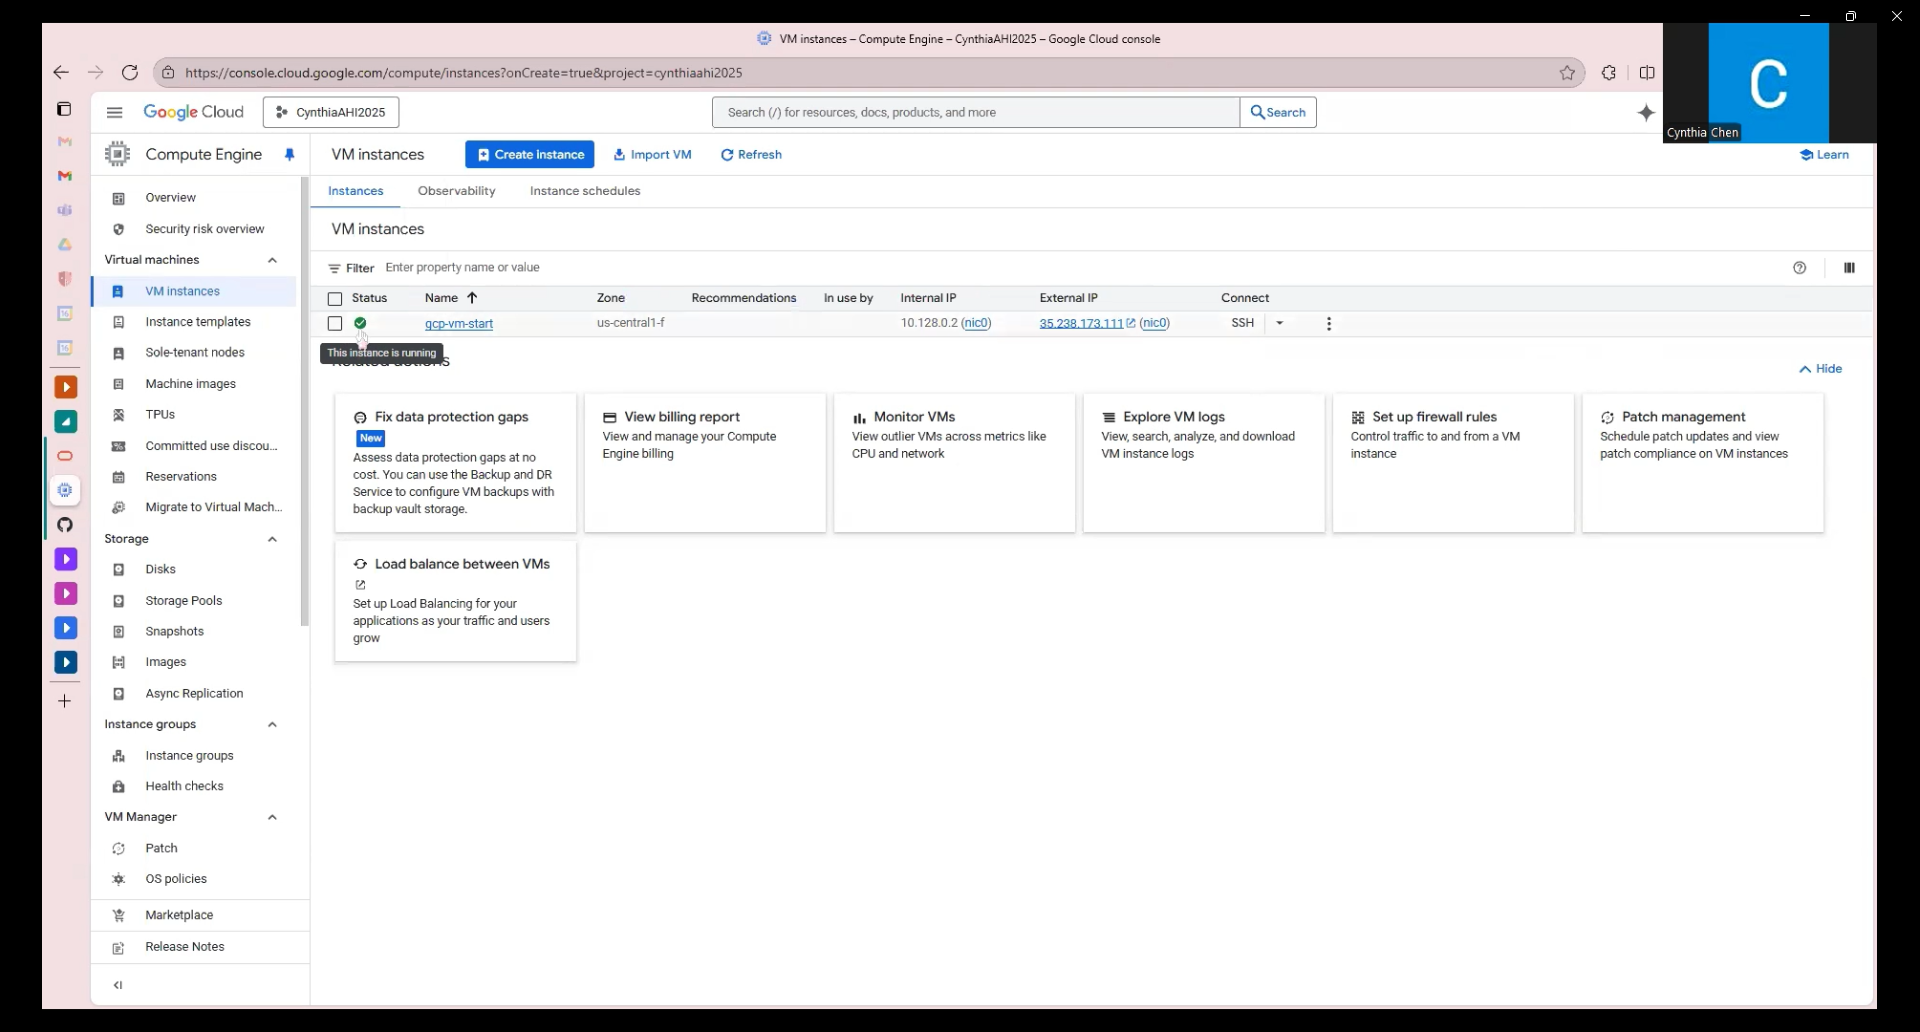 VM instances – Compute Engine – CynthiaAHI2025 – Google Cloud console
https://console.cloud.google.com/compute/instances?onCreate=true&project=cynthiaahi2025
C
Cynthia Chen
Google Cloud
CynthiaAHI2025
Search (/) for resources, docs, products, and more
Search
Compute Engine
VM instances
Create instance
Import VM
Refresh
Learn
Overview
Security risk overview
Virtual machines
VM instances
Instance templates
Sole-tenant nodes
Machine images
TPUs
Committed use discou...
Reservations
Migrate to Virtual Mach...
Storage
Disks
Storage Pools
Snapshots
Images
Async Replication
Instance groups
Instance groups
Health checks
VM Manager
Patch
OS policies
Marketplace
Release Notes
Instances Observability Instance schedules
VM instances
Filter Enter property name or value
Status Name Zone Recommendations In use by Internal IP External IP Connect
gcp-vm-start us-central1-f 10.128.0.2 (nic0) 35.238.173.111 (nic0) SSH
This instance is running
Related actions
Hide
Fix data protection gaps
New
Assess data protection gaps at no
cost. You can use the Backup and DR
Service to configure VM backups with
backup vault storage.
View billing report
View and manage your Compute
Engine billing
Monitor VMs
View outlier VMs across metrics like
CPU and network
Explore VM logs
View, search, analyze, and download
VM instance logs
Set up firewall rules
Control traffic to and from a VM
instance
Patch management
Schedule patch updates and view
patch compliance on VM instances
Load balance between VMs
Set up Load Balancing for your
applications as your traffic and users
grow